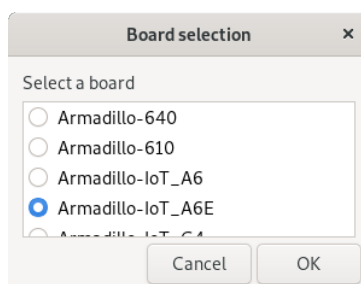 Board selection
×
Select a board
Armadillo-640
Armadillo-610
Armadillo-IoT_A6
Armadillo-IoT_A6E
Cancel
OK